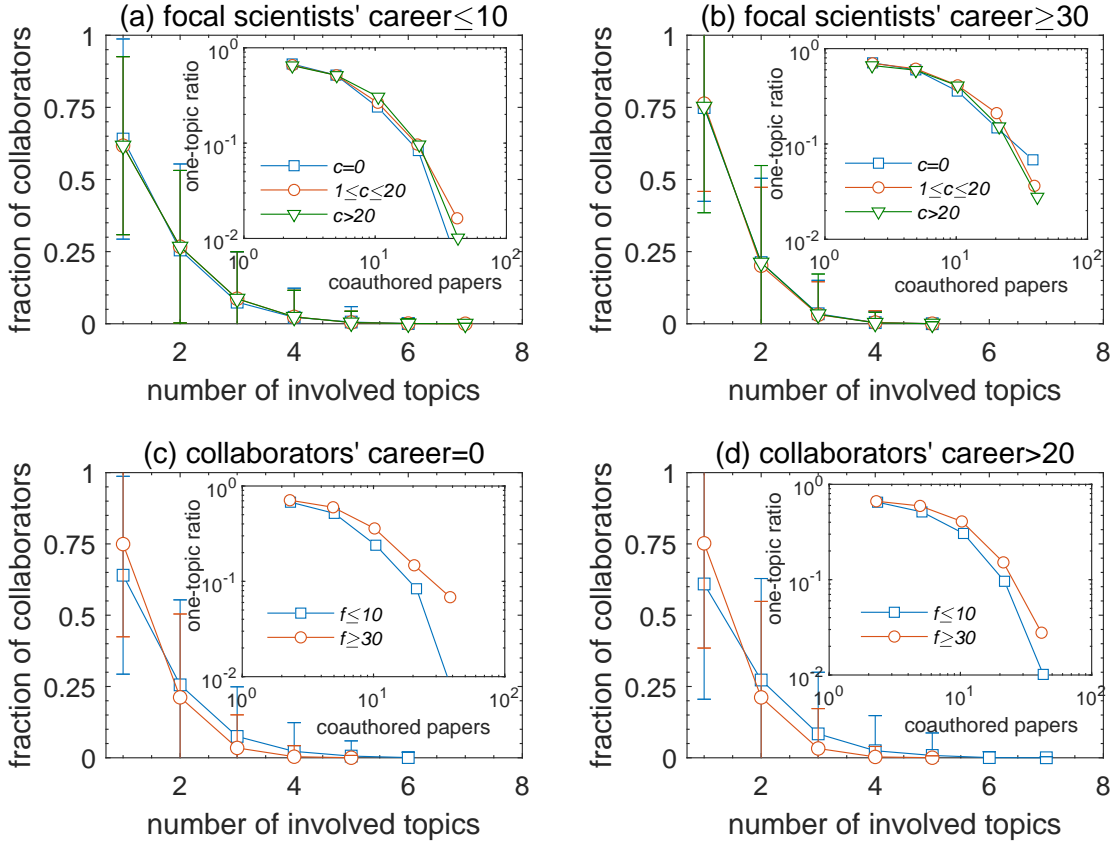 (a) focal scientists' career≤10
fraction of collaborators
1
0.75
0.5
0.25
0
2 4 6 8
number of involved topics
one-topic ratio
10^0
10^-1
10^-2
10^0 10^1 10^2
coauthored papers
c=0
1≤c≤20
c>20
(b) focal scientists' career≥30
fraction of collaborators
1
0.75
0.5
0.25
0
2 4 6 8
number of involved topics
one-topic ratio
10^0
10^-1
10^-2
10^0 10^1 10^2
coauthored papers
c=0
1≤c≤20
c>20
(c) collaborators' career=0
fraction of collaborators
1
0.75
0.5
0.25
0
2 4 6 8
number of involved topics
one-topic ratio
10^0
10^-1
10^-2
10^0 10^1 10^2
coauthored papers
f≤10
f≥30
(d) collaborators' career>20
fraction of collaborators
1
0.75
0.5
0.25
0
2 4 6 8
number of involved topics
one-topic ratio
10^0
10^-1
10^-2
10^0 10^1 10^2
coauthored papers
f≤10
f≥30